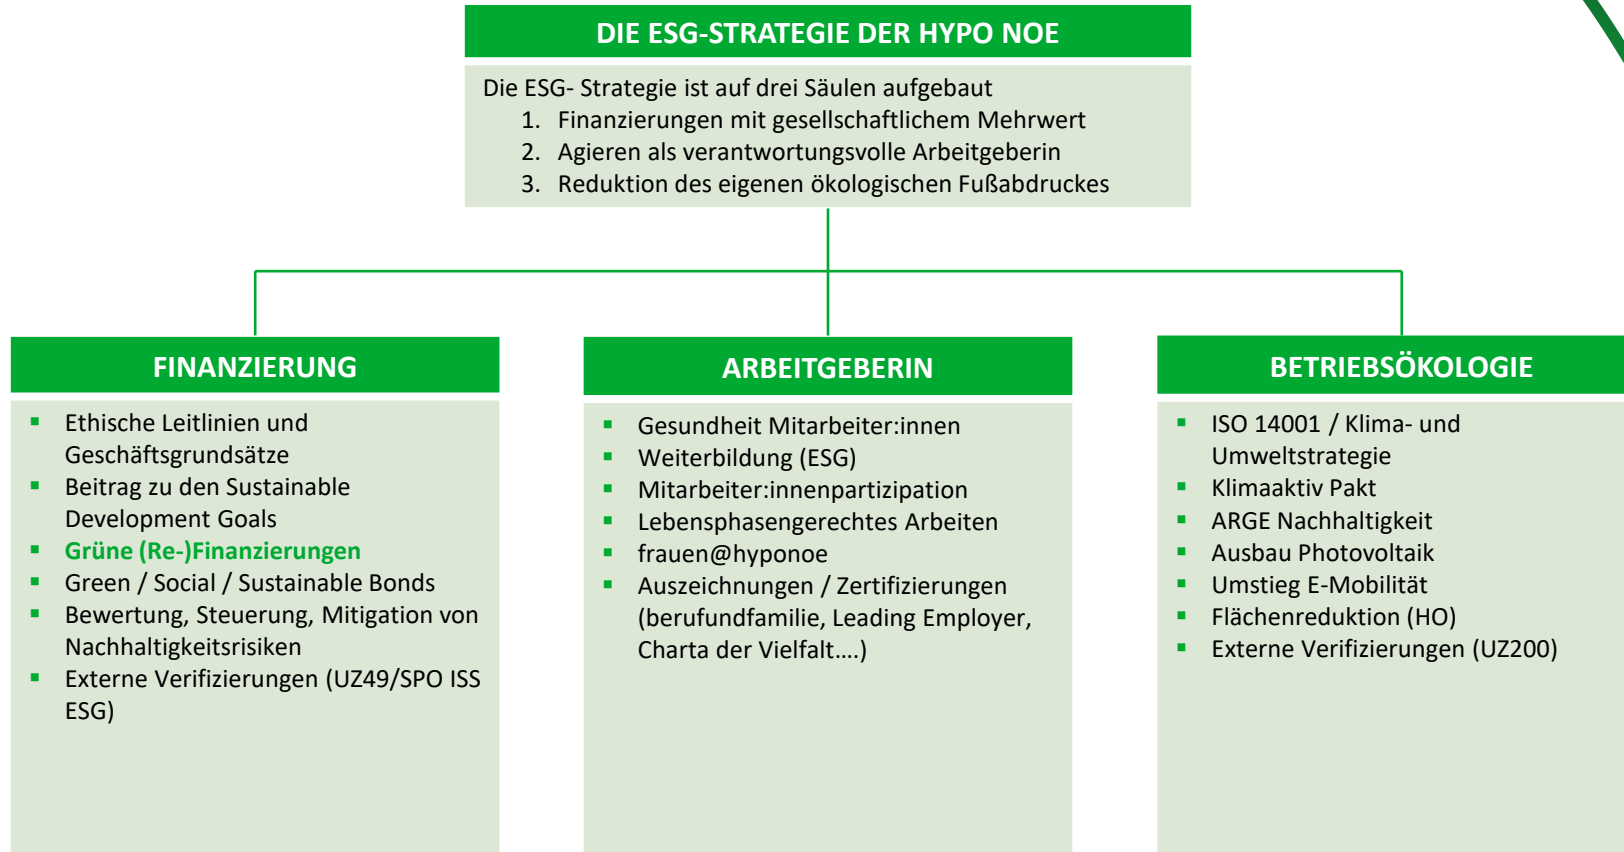 DIE ESG-STRATEGIE DER HYPO NOE
Die ESG- Strategie ist auf drei Säulen aufgebaut
1. Finanzierungen mit gesellschaftlichem Mehrwert
2. Agieren als verantwortungsvolle Arbeitgeberin
3. Reduktion des eigenen ökologischen Fußabdruckes
FINANZIERUNG
▪ Ethische Leitlinien und
Geschäftsgrundsätze
▪ Beitrag zu den Sustainable
Development Goals
▪ Grüne (Re-)Finanzierungen
▪ Green / Social / Sustainable Bonds
▪ Bewertung, Steuerung, Mitigation von
Nachhaltigkeitsrisiken
▪ Externe Verifizierungen (UZ49/SPO ISS
ESG)
ARBEITGEBERIN
▪ Gesundheit Mitarbeiter:innen
▪ Weiterbildung (ESG)
▪ Mitarbeiter:innenpartizipation
▪ Lebensphasengerechtes Arbeiten
▪ frauen@hyponoe
▪ Auszeichnungen / Zertifizierungen
(berufundfamilie, Leading Employer,
Charta der Vielfalt….)
BETRIEBSÖKOLOGIE
▪ ISO 14001 / Klima- und
Umweltstrategie
▪ Klimaaktiv Pakt
▪ ARGE Nachhaltigkeit
▪ Ausbau Photovoltaik
▪ Umstieg E-Mobilität
▪ Flächenreduktion (HO)
▪ Externe Verifizierungen (UZ200)